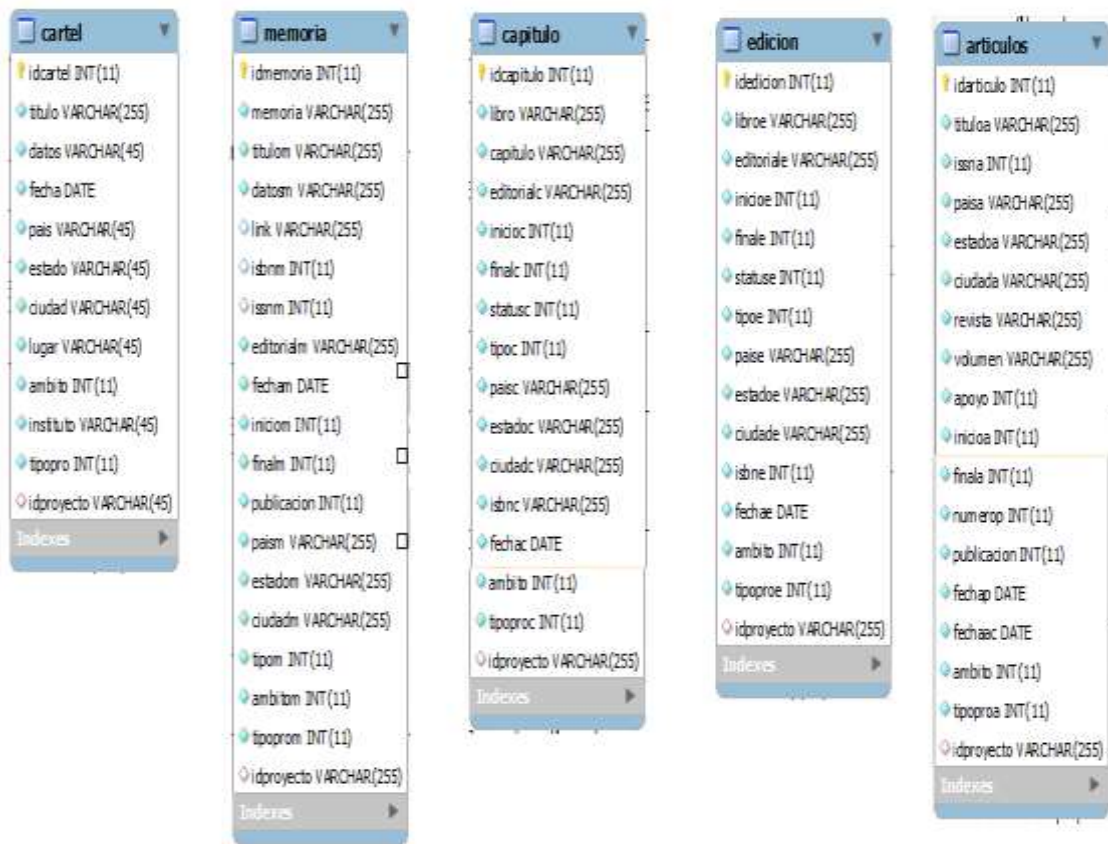 cartel
idcartel INT(11)
titulo VARCHAR(255)
datos VARCHAR(45)
fecha DATE
pais VARCHAR(45)
estado VARCHAR(45)
ciudad VARCHAR(45)
lugar VARCHAR(45)
ambito INT(11)
instituto VARCHAR(45)
tipopro INT(11)
idproyecto VARCHAR(45)
Indexes
memoria
idmemoria INT(11)
memoria VARCHAR(255)
titulom VARCHAR(255)
datosm VARCHAR(255)
link VARCHAR(255)
isbnm INT(11)
issnm INT(11)
editorialm VARCHAR(255)
fecham DATE
iniciom INT(11)
finalm INT(11)
publicacion INT(11)
paism VARCHAR(255)
estadom VARCHAR(255)
ciudadm VARCHAR(255)
tipom INT(11)
ambitom INT(11)
tipoprom INT(11)
idproyecto VARCHAR(255)
Indexes
capitulo
idcapitulo INT(11)
libro VARCHAR(255)
capitulo VARCHAR(255)
editorialc VARCHAR(255)
inicioc INT(11)
finalc INT(11)
statusc INT(11)
tipoc INT(11)
paisc VARCHAR(255)
estadoc VARCHAR(255)
ciudadc VARCHAR(255)
isbnc VARCHAR(255)
fechac DATE
ambito INT(11)
tipoproc INT(11)
idproyecto VARCHAR(255)
Indexes
edicion
idedicion INT(11)
libroe VARCHAR(255)
editoriale VARCHAR(255)
inicioe INT(11)
finale INT(11)
statuse INT(11)
tipoe INT(11)
paise VARCHAR(255)
estadoe VARCHAR(255)
ciudade VARCHAR(255)
isbne INT(11)
fechae DATE
ambito INT(11)
tipoproe INT(11)
idproyecto VARCHAR(255)
Indexes
articulos
idarticulo INT(11)
tituloa VARCHAR(255)
issna INT(11)
paisa VARCHAR(255)
estadoa VARCHAR(255)
ciudada VARCHAR(255)
revista VARCHAR(255)
volumen VARCHAR(255)
apoyo INT(11)
inicioa INT(11)
finala INT(11)
numerop INT(11)
publicacion INT(11)
fechap DATE
fechaac DATE
ambito INT(11)
tipoproa INT(11)
idproyecto VARCHAR(255)
Indexes